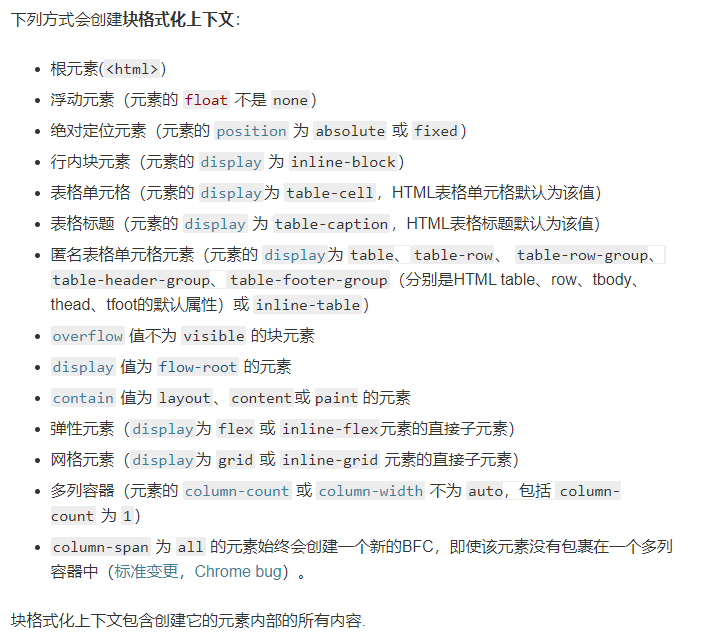 下列方式会创建块格式化上下文：
根元素(<html>)
浮动元素（元素的 float 不是 none）
绝对定位元素（元素的 position 为 absolute 或 fixed）
行内块元素（元素的 display 为 inline-block）
表格单元格（元素的 display为 table-cell，HTML表格单元格默认为该值）
表格标题（元素的 display 为 table-caption，HTML表格标题默认为该值）
匿名表格单元格元素（元素的 display为 table、table-row、 table-row-group、
table-header-group、table-footer-group（分别是HTML table、row、tbody、
thead、tfoot的默认属性）或 inline-table）
overflow 值不为 visible 的块元素
display 值为 flow-root 的元素
contain 值为 layout、content或 paint 的元素
弹性元素（display为 flex 或 inline-flex元素的直接子元素）
网格元素（display为 grid 或 inline-grid 元素的直接子元素）
多列容器（元素的 column-count 或 column-width 不为 auto，包括 column-
count 为 1）
column-span 为 all 的元素始终会创建一个新的BFC，即使该元素没有包裹在一个多列
容器中（标准变更，Chrome bug）。
块格式化上下文包含创建它的元素内部的所有内容.